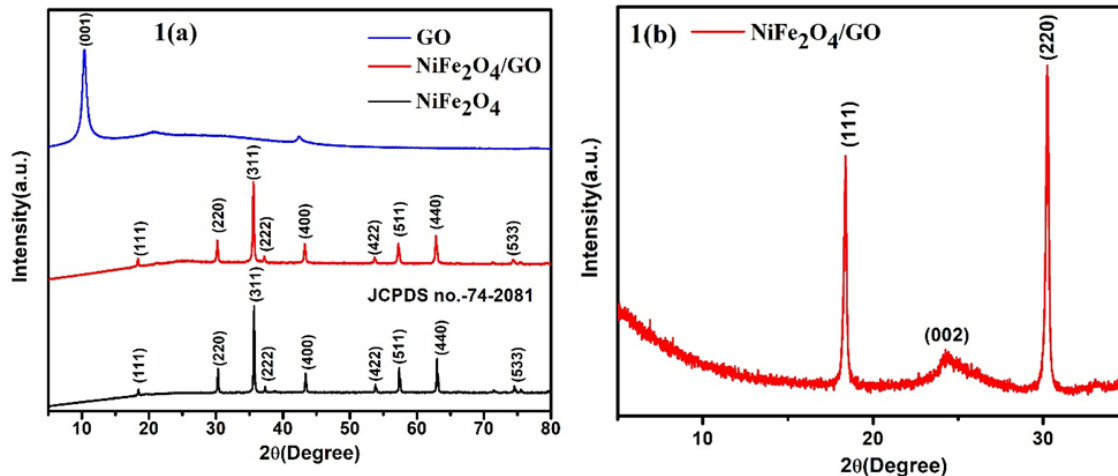 1(a)
(001)
GO
NiFe₂O₄/GO
NiFe₂O₄
(111)
(220)
(311)
(222)
(400)
(422)
(511)
(440)
(533)
JCPDS no.-74-2081
(111)
(220)
(311)
(222)
(400)
(422)
(511)
(440)
(533)
Intensity(a.u.)
10 20 30 40 50 60 70 80
2θ(Degree)
1(b)
NiFe₂O₄/GO
(111)
(002)
(220)
Intensity(a.u.)
10 20 30
2θ(Degree)